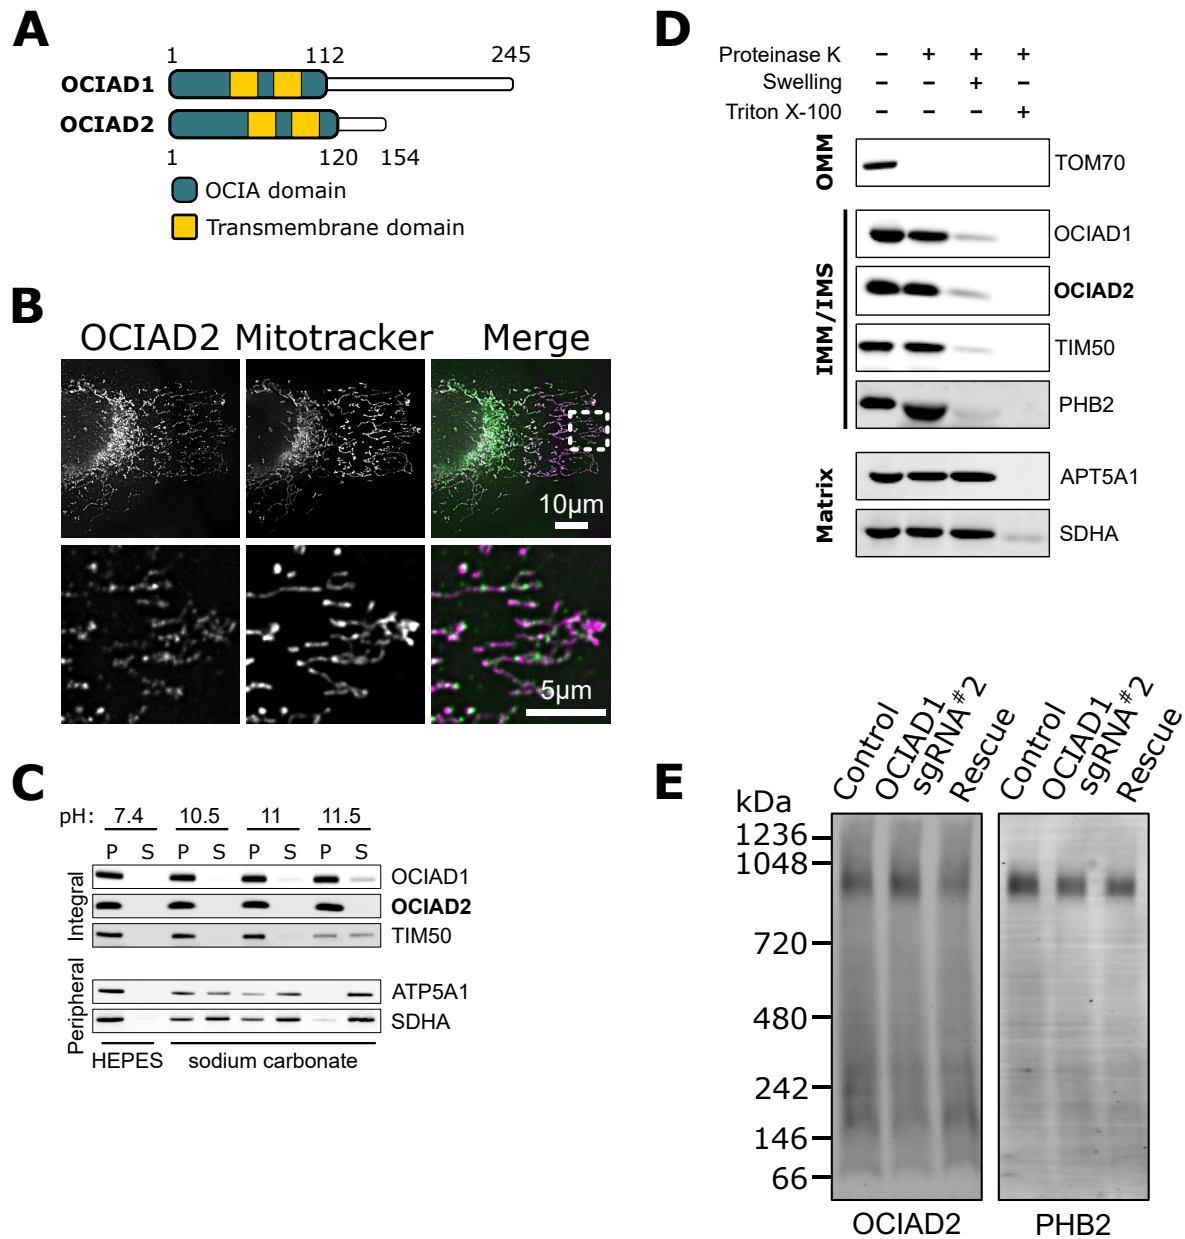 A
1 112 245
OCIAD1
OCIAD2
1 120 154
OCIA domain
Transmembrane domain
B
OCIAD2 Mitotracker Merge
10µm
5µm
C
pH: 7.4 10.5 11 11.5
P S P S P S P S
Integral
OCIAD1
OCIAD2
TIM50
Peripheral
ATP5A1
SDHA
HEPES sodium carbonate
D
Proteinase K − + + +
Swelling − − + −
Triton X-100 − − − +
OMM
TOM70
IMM/IMS
OCIAD1
OCIAD2
TIM50
PHB2
Matrix
APT5A1
SDHA
E
kDa
Control
OCIAD1
sgRNA#2
Rescue
Control
OCIAD1
sgRNA#2
Rescue
1236
1048
720
480
242
146
66
OCIAD2 PHB2